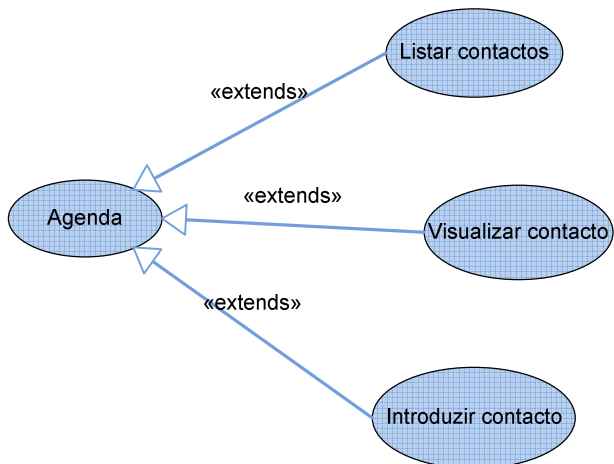 Listar contactos
«extends»
«extends»
Agenda
Visualizar contacto
«extends»
Introduzir contacto